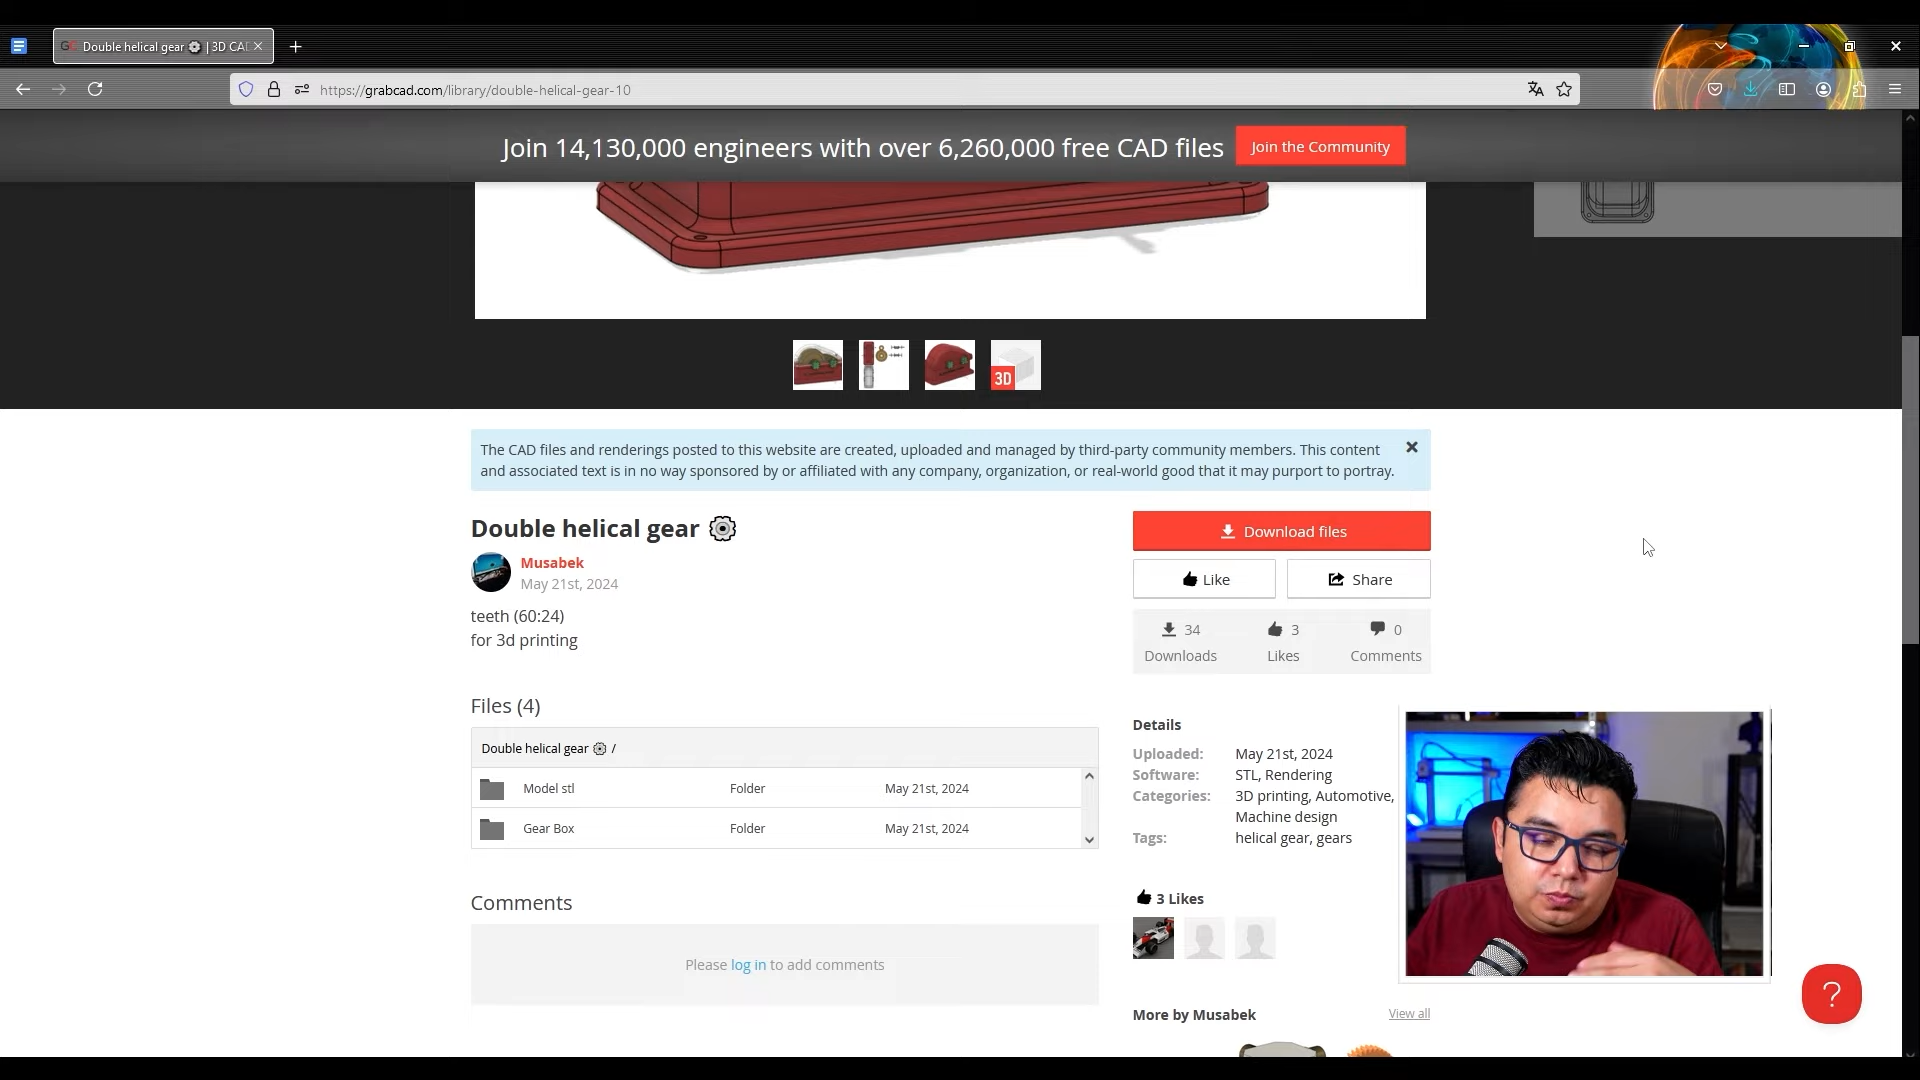 Double helical gear ⚙ | 3D CA
https://grabcad.com/library/double-helical-gear-10
Join 14,130,000 engineers with over 6,260,000 free CAD files
Join the Community
3D
The CAD files and renderings posted to this website are created, uploaded and managed by third-party community members. This content
and associated text is in no way sponsored by or affiliated with any company, organization, or real-world good that it may purport to portray.
Double helical gear ⚙
Musabek
May 21st, 2024
teeth (60:24)
for 3d printing
Download files
Like
Share
34
3
0
Downloads
Likes
Comments
Files (4)
Double helical gear ⚙ /
Model stl Folder May 21st, 2024
Gear Box Folder May 21st, 2024
Comments
Please log in to add comments
Details
Uploaded: May 21st, 2024
Software: STL, Rendering
Categories: 3D printing, Automotive,
Machine design
Tags: helical gear, gears
3 Likes
More by Musabek
View all
?